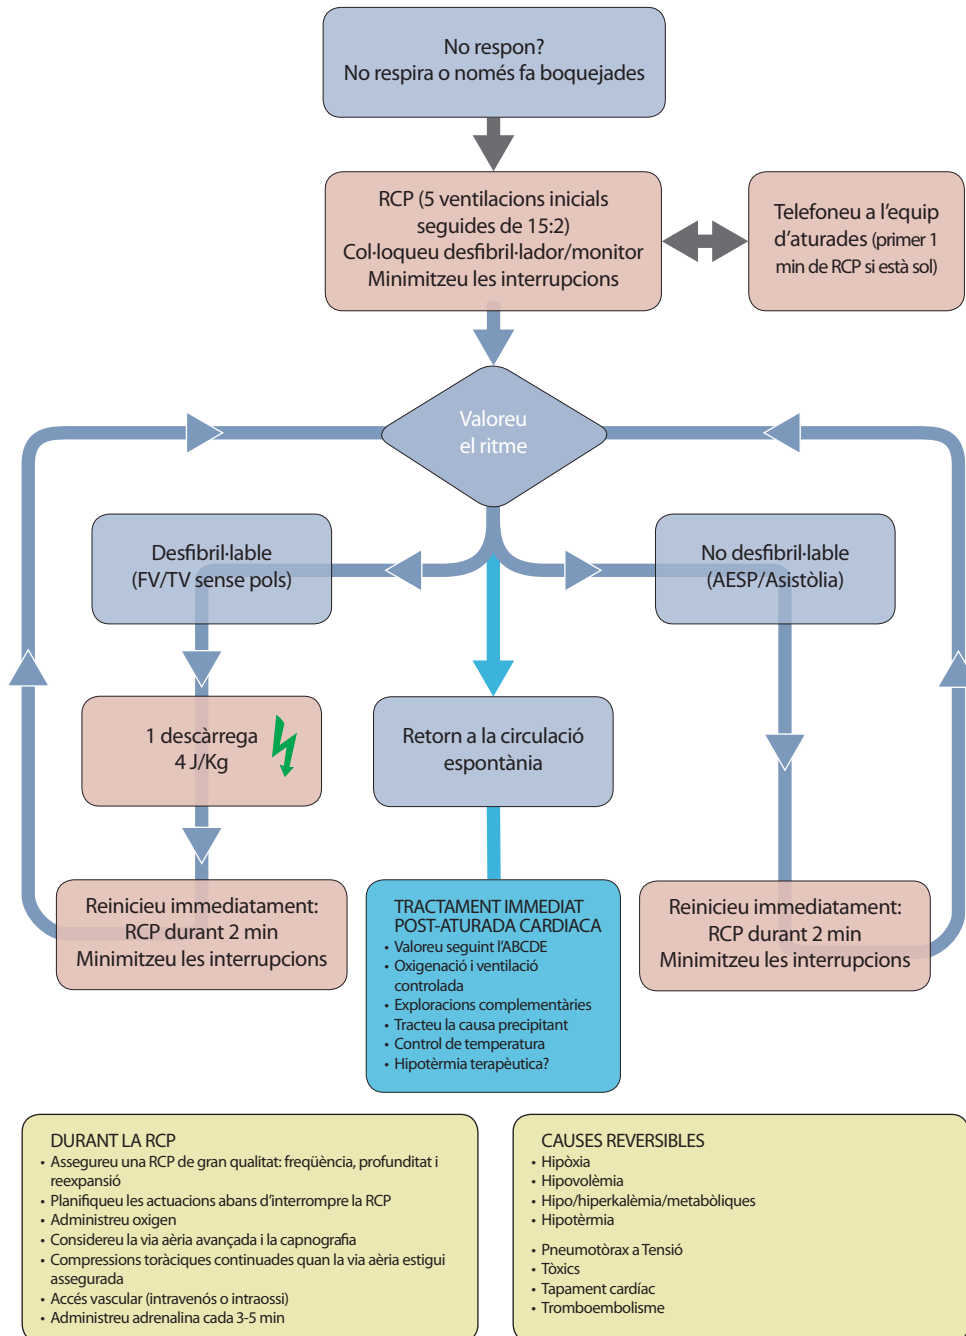 No respon?
No respira o només fa boquejades
RCP (5 ventilacions inicials
seguides de 15:2)
Col·loqueu desfibril·lador/monitor
Minimitzeu les interrupcions
Telefoneu a l'equip
d'aturades (primer 1
min de RCP si està sol)
Valoreu
el ritme
Desfibril·lable
(FV/TV sense pols)
No desfibril·lable
(AESP/Asistòlia)
1 descàrrega
4 J/Kg
Retorn a la circulació
espontània
Reinicieu immediatament:
RCP durant 2 min
Minimitzeu les interrupcions
TRACTAMENT IMMEDIAT
POST-ATURADA CARDIACA
• Valoreu seguint l'ABCDE
• Oxigenació i ventilació
controlada
• Exploracions complementàries
• Tracteu la causa precipitant
• Control de temperatura
• Hipotèrmia terapèutica?
Reinicieu immediatament:
RCP durant 2 min
Minimitzeu les interrupcions
DURANT LA RCP
• Assegureu una RCP de gran qualitat: freqüència, profunditat i
reexpansió
• Planifiqueu les actuacions abans d'interrompre la RCP
• Administreu oxigen
• Considereu la via aèria avançada i la capnografia
• Compressions toràciques continuades quan la via aèria estigui
assegurada
• Accés vascular (intravenós o intraossi)
• Administreu adrenalina cada 3-5 min
CAUSES REVERSIBLES
• Hipòxia
• Hipovolèmia
• Hipo/hiperkalèmia/metabòliques
• Hipotèrmia
• Pneumotòrax a Tensió
• Tòxics
• Tapament cardíac
• Tromboembolisme